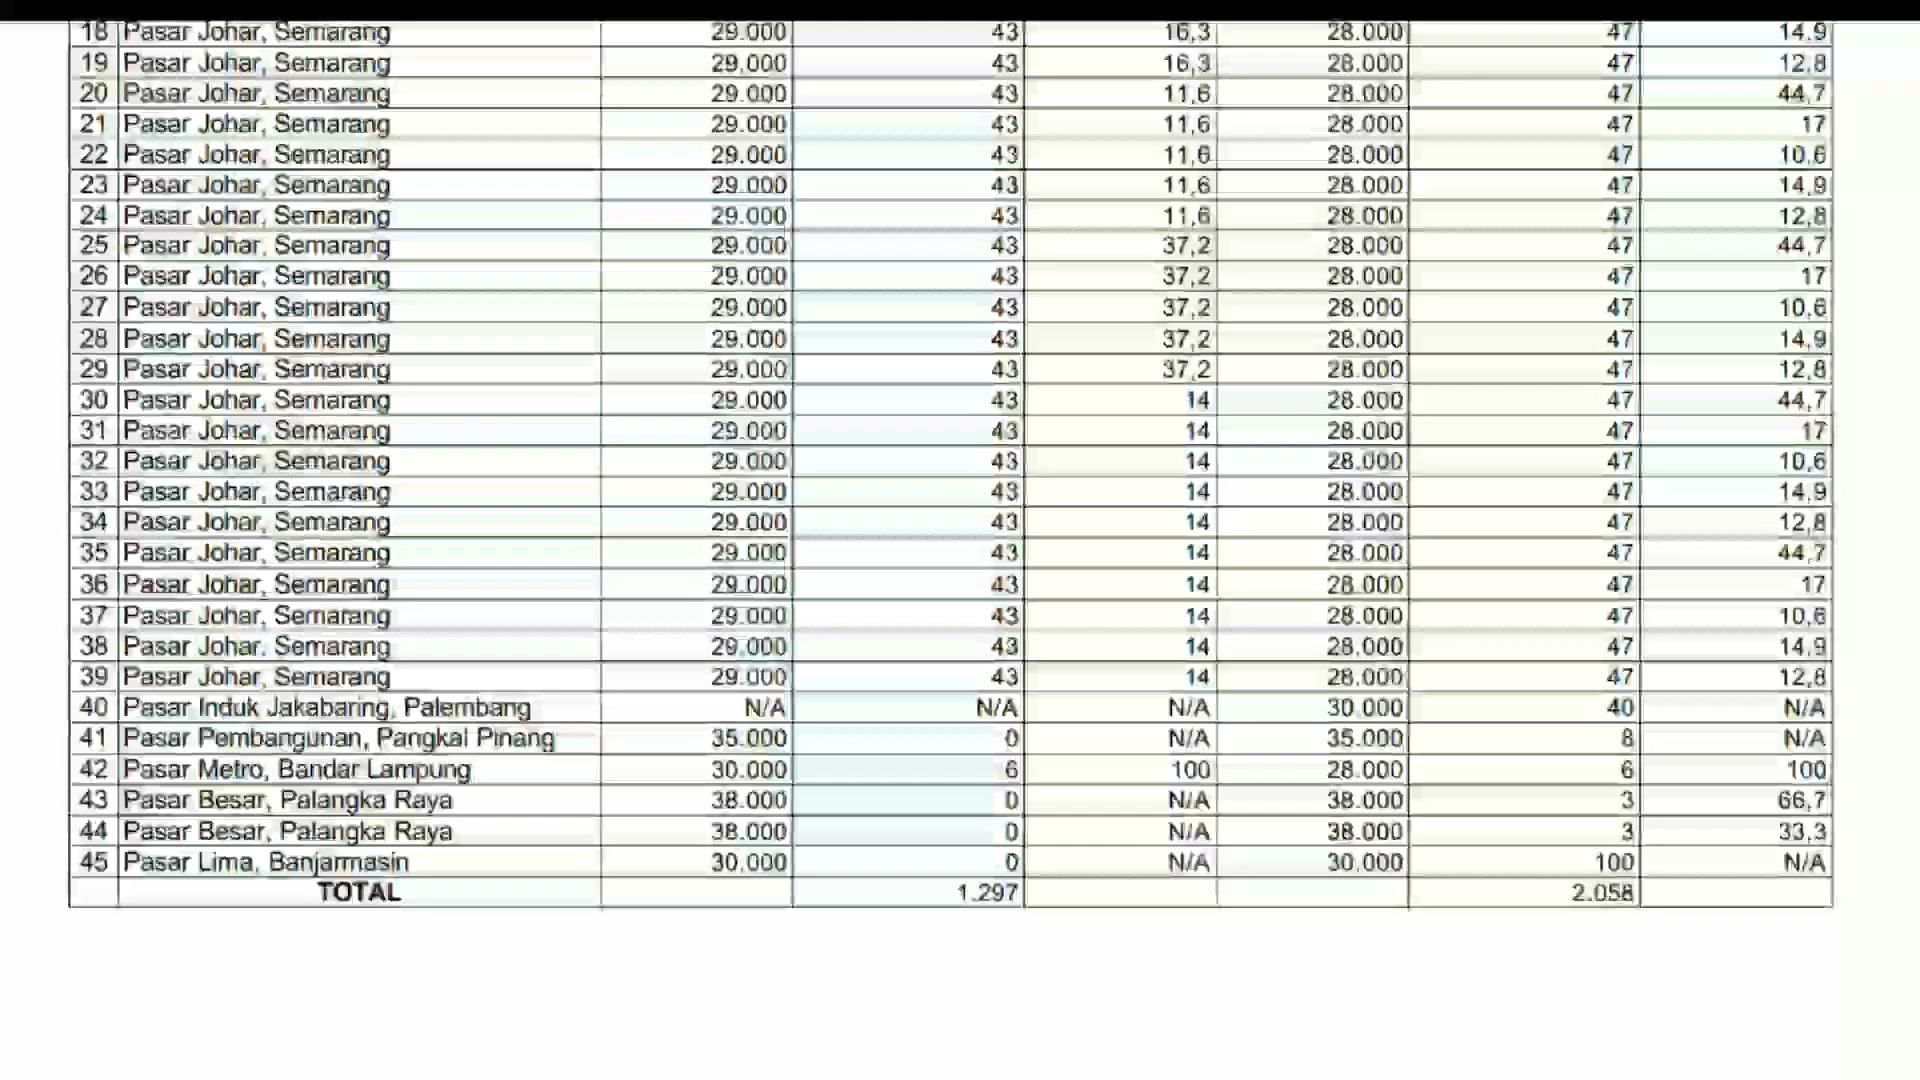 18 Pasar Johar, Semarang 29.000 43 16,3 28.000 47 14,9
19 Pasar Johar, Semarang 29.000 43 16,3 28.000 47 12,8
20 Pasar Johar, Semarang 29.000 43 11,6 28.000 47 44,7
21 Pasar Johar, Semarang 29.000 43 11,6 28.000 47 17
22 Pasar Johar, Semarang 29.000 43 11,6 28.000 47 10,6
23 Pasar Johar, Semarang 29.000 43 11,6 28.000 47 14,9
24 Pasar Johar, Semarang 29.000 43 11,6 28.000 47 12,8
25 Pasar Johar, Semarang 29.000 43 37,2 28.000 47 44,7
26 Pasar Johar, Semarang 29.000 43 37,2 28.000 47 17
27 Pasar Johar, Semarang 29.000 43 37,2 28.000 47 10,6
28 Pasar Johar, Semarang 29.000 43 37,2 28.000 47 14,9
29 Pasar Johar, Semarang 29.000 43 37,2 28.000 47 12,8
30 Pasar Johar, Semarang 29.000 43 14 28.000 47 44,7
31 Pasar Johar, Semarang 29.000 43 14 28.000 47 17
32 Pasar Johar, Semarang 29.000 43 14 28.000 47 10,6
33 Pasar Johar, Semarang 29.000 43 14 28.000 47 14,9
34 Pasar Johar, Semarang 29.000 43 14 28.000 47 12,8
35 Pasar Johar, Semarang 29.000 43 14 28.000 47 44,7
36 Pasar Johar, Semarang 29.000 43 14 28.000 47 17
37 Pasar Johar, Semarang 29.000 43 14 28.000 47 10,6
38 Pasar Johar, Semarang 29.000 43 14 28.000 47 14,9
39 Pasar Johar, Semarang 29.000 43 14 28.000 47 12,8
40 Pasar Induk Jakabaring, Palembang N/A N/A N/A 30.000 40 N/A
41 Pasar Pembangunan, Pangkal Pinang 35.000 0 N/A 35.000 8 N/A
42 Pasar Metro, Bandar Lampung 30.000 6 100 28.000 6 100
43 Pasar Besar, Palangka Raya 38.000 0 N/A 38.000 3 66,7
44 Pasar Besar, Palangka Raya 38.000 0 N/A 38.000 3 33,3
45 Pasar Lima, Banjarmasin 30.000 0 N/A 30.000 100 N/A
TOTAL 1.297 2.058